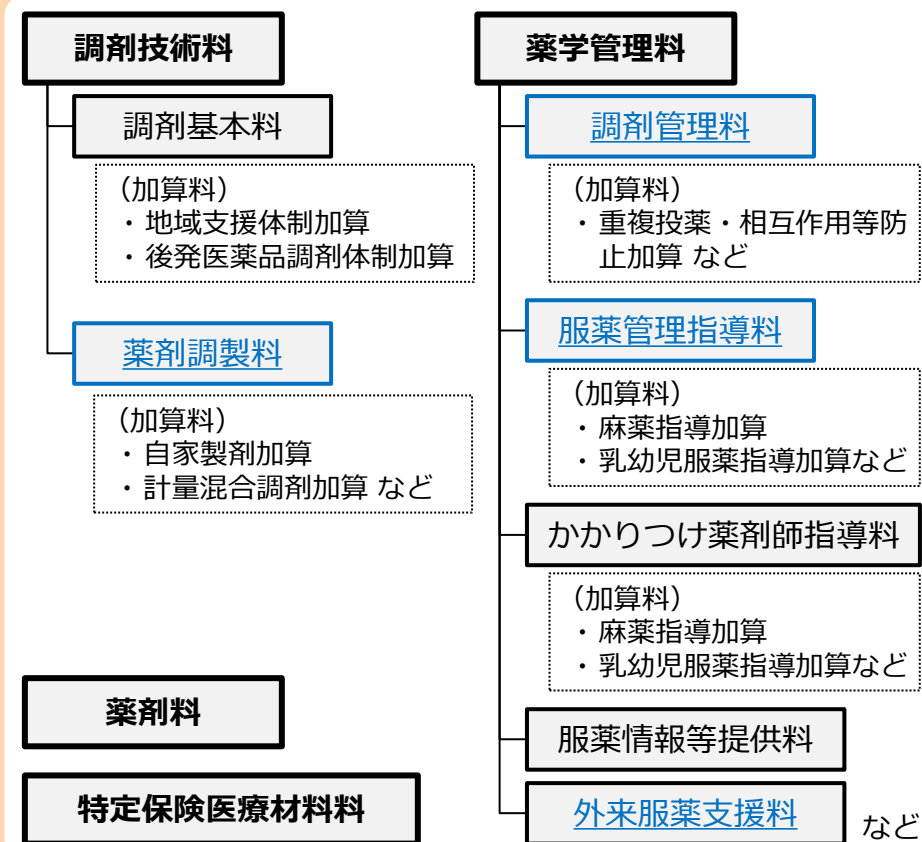 調剤技術料
調剤基本料
（加算料）
・地域支援体制加算
・後発医薬品調剤体制加算
薬剤調製料
（加算料）
・自家製剤加算
・計量混合調剤加算 など
薬剤料
特定保険医療材料料
薬学管理料
調剤管理料
（加算料）
・重複投薬・相互作用等防
止加算 など
服薬管理指導料
（加算料）
・麻薬指導加算
・乳幼児服薬指導加算など
かかりつけ薬剤師指導料
（加算料）
・麻薬指導加算
・乳幼児服薬指導加算など
服薬情報等提供料
外来服薬支援料
など